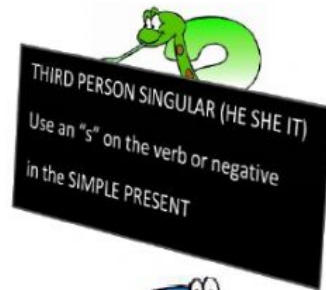 THIRD PERSON SINGULAR (HE SHE IT)
Use an "s" on the verb or negative
in the SIMPLE PRESENT